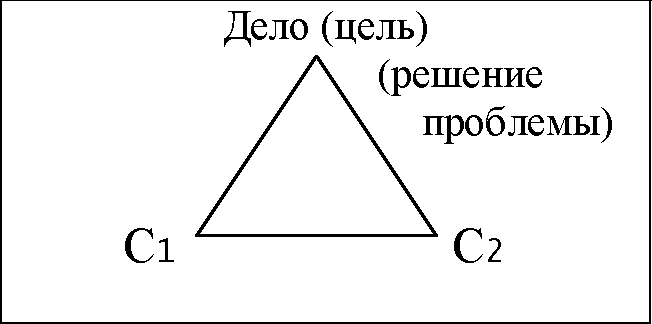 Дело (цель)
(решение
проблемы)
С1
С2